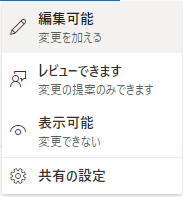 編集可能
変更を加える
レビューできます
変更の提案のみできます
表示可能
変更できない
共有の設定